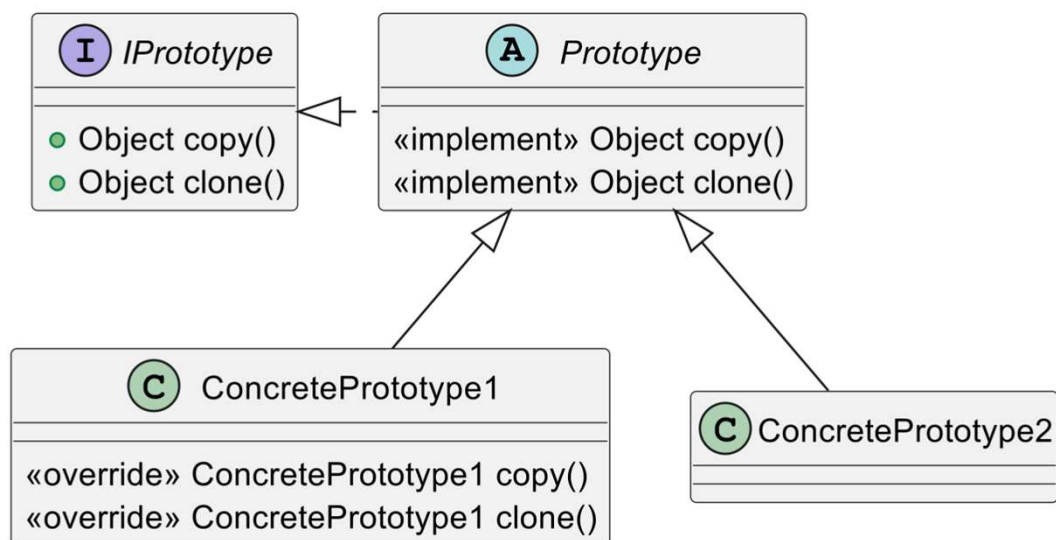 I IPrototype
Object copy()
Object clone()
A Prototype
«implement» Object copy()
«implement» Object clone()
C ConcretePrototype1
«override» ConcretePrototype1 copy()
«override» ConcretePrototype1 clone()
C ConcretePrototype2